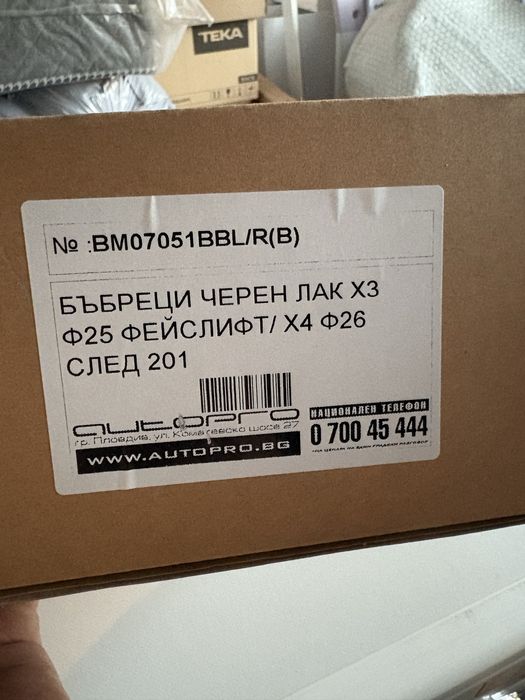 TEKA
№ :BM07051BBL/R(B)
БЪБРЕЦИ ЧЕРЕН ЛАК X3
Ф25 ФЕЙСЛИФТ/ X4 Ф26
СЛЕД 201
autopro
гр. Пловдив, ул. Коматевско шосе 27
WWW.AUTOPRO.BG
НАЦИОНАЛЕН ТЕЛЕФОН
0 700 45 444